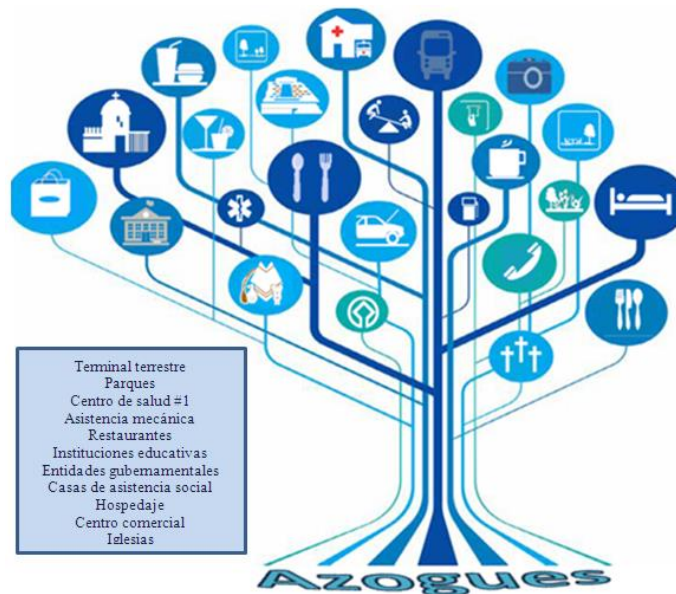 Terminal terrestre
Parques
Centro de salud #1
Asistencia mecánica
Restaurantes
Instituciones educativas
Entidades gubernamentales
Casas de asistencia social
Hospedaje
Centro comercial
Iglesias
Azogues